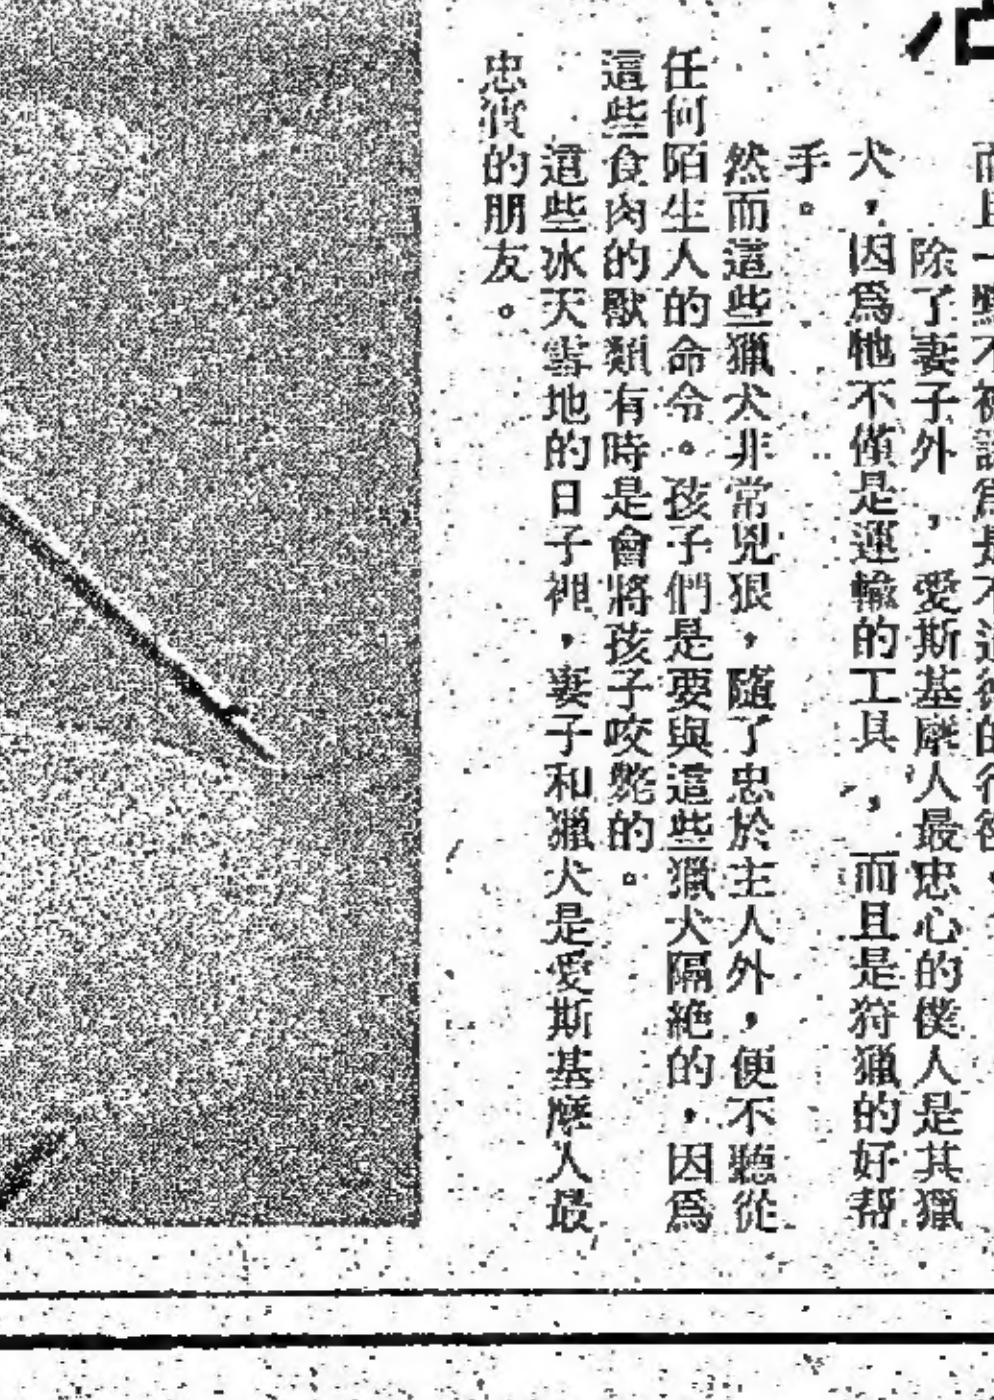 除了妻子外，愛斯基摩人最忠心的僕人是其獵
犬，因爲牠不僅是運輸的工具，而且是狩獵的好帮
手。
然而這些獵犬非常兇狠，隨了忠於主人外，便不聽從
任何陌生人的命令。孩子們是要與這些獵犬隔絶的，因爲
這些食肉的獸類有時是會將孩子咬斃的。
這些冰天雪地的日子裡，妻子和獵犬是愛斯基摩人最
忠實的朋友。